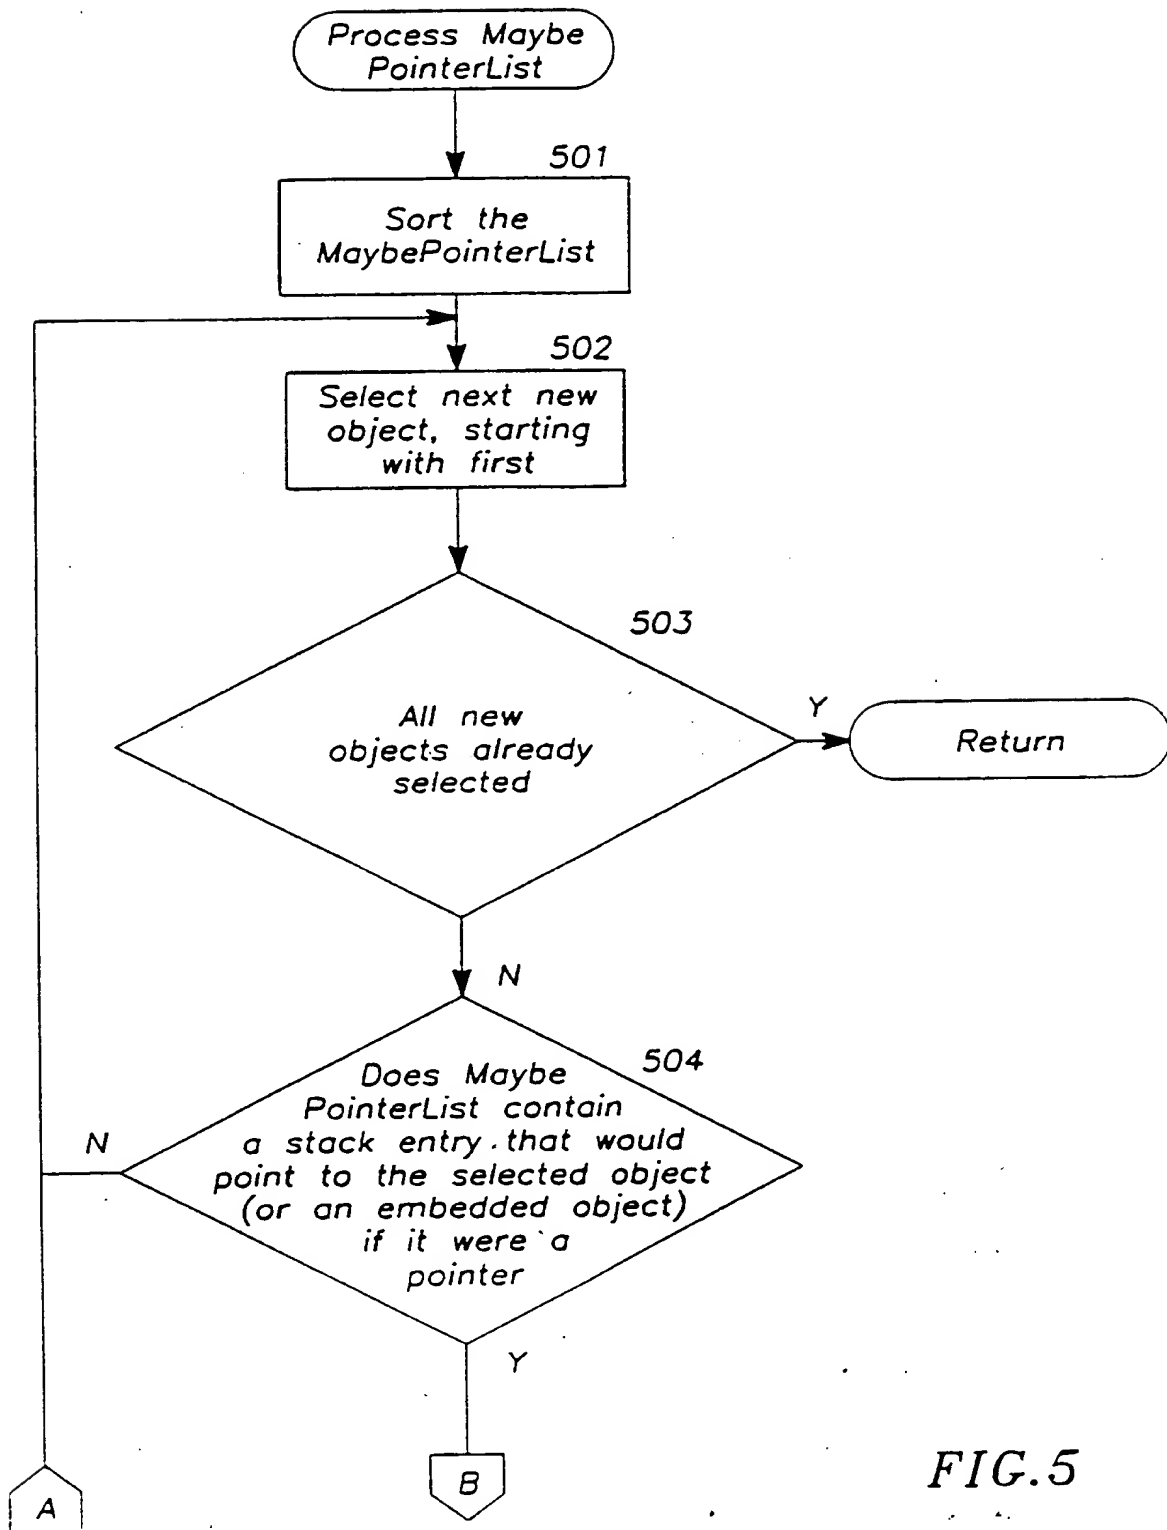 Process Maybe
PointerList
501
Sort the
MaybePointerList
502
Select next new
object, starting
with first
503
All new
objects already
selected
Y
Return
N
504
Does Maybe
PointerList contain
a stack entry that would
point to the selected object
(or an embedded object)
if it were a
pointer
N
Y
B
A
FIG.5